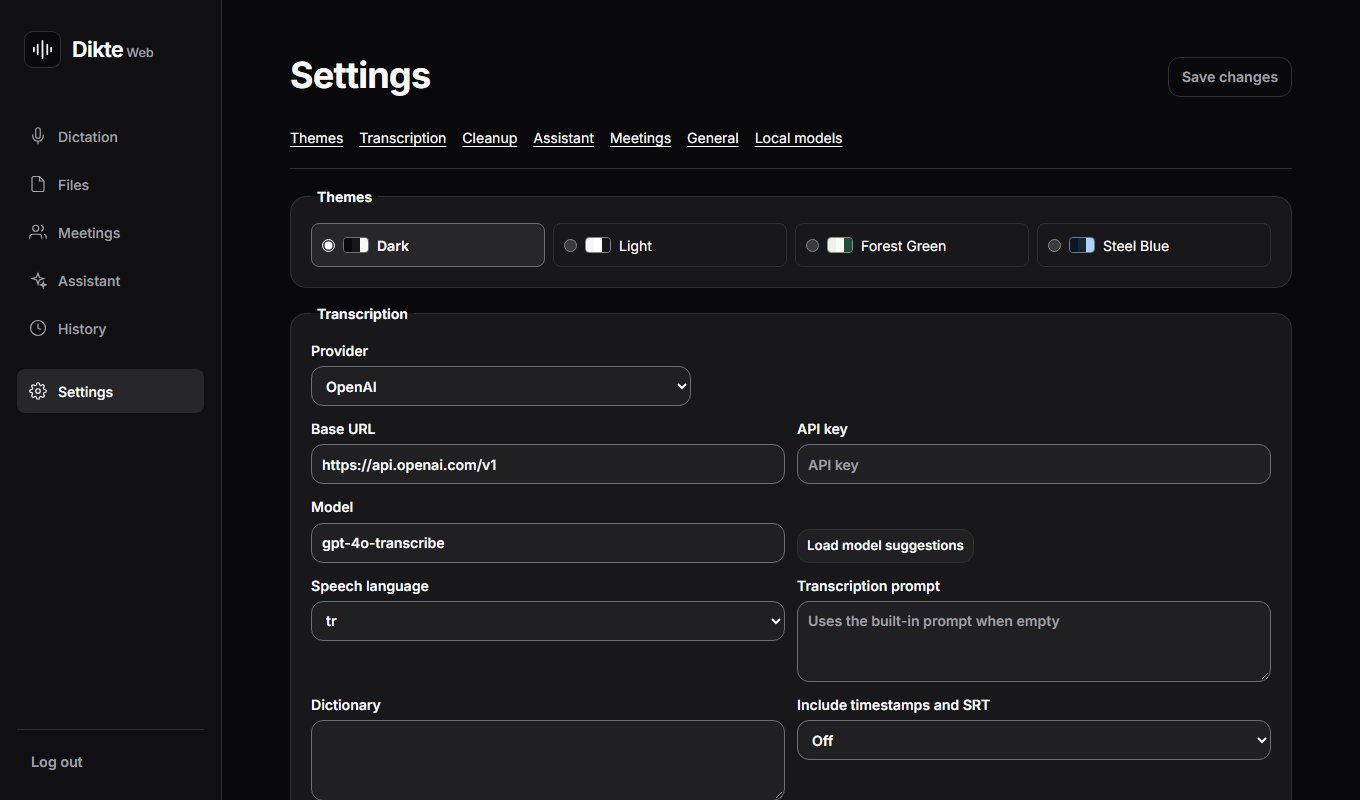 Dikte Web
Dictation
Files
Meetings
Assistant
History
Settings
Log out
Settings
Save changes
Themes Transcription Cleanup Assistant Meetings General Local models
Themes
Dark Light Forest Green Steel Blue
Transcription
Provider
OpenAI
Base URL API key
https://api.openai.com/v1 API key
Model
gpt-4o-transcribe Load model suggestions
Speech language Transcription prompt
tr Uses the built-in prompt when empty
Dictionary Include timestamps and SRT
Off